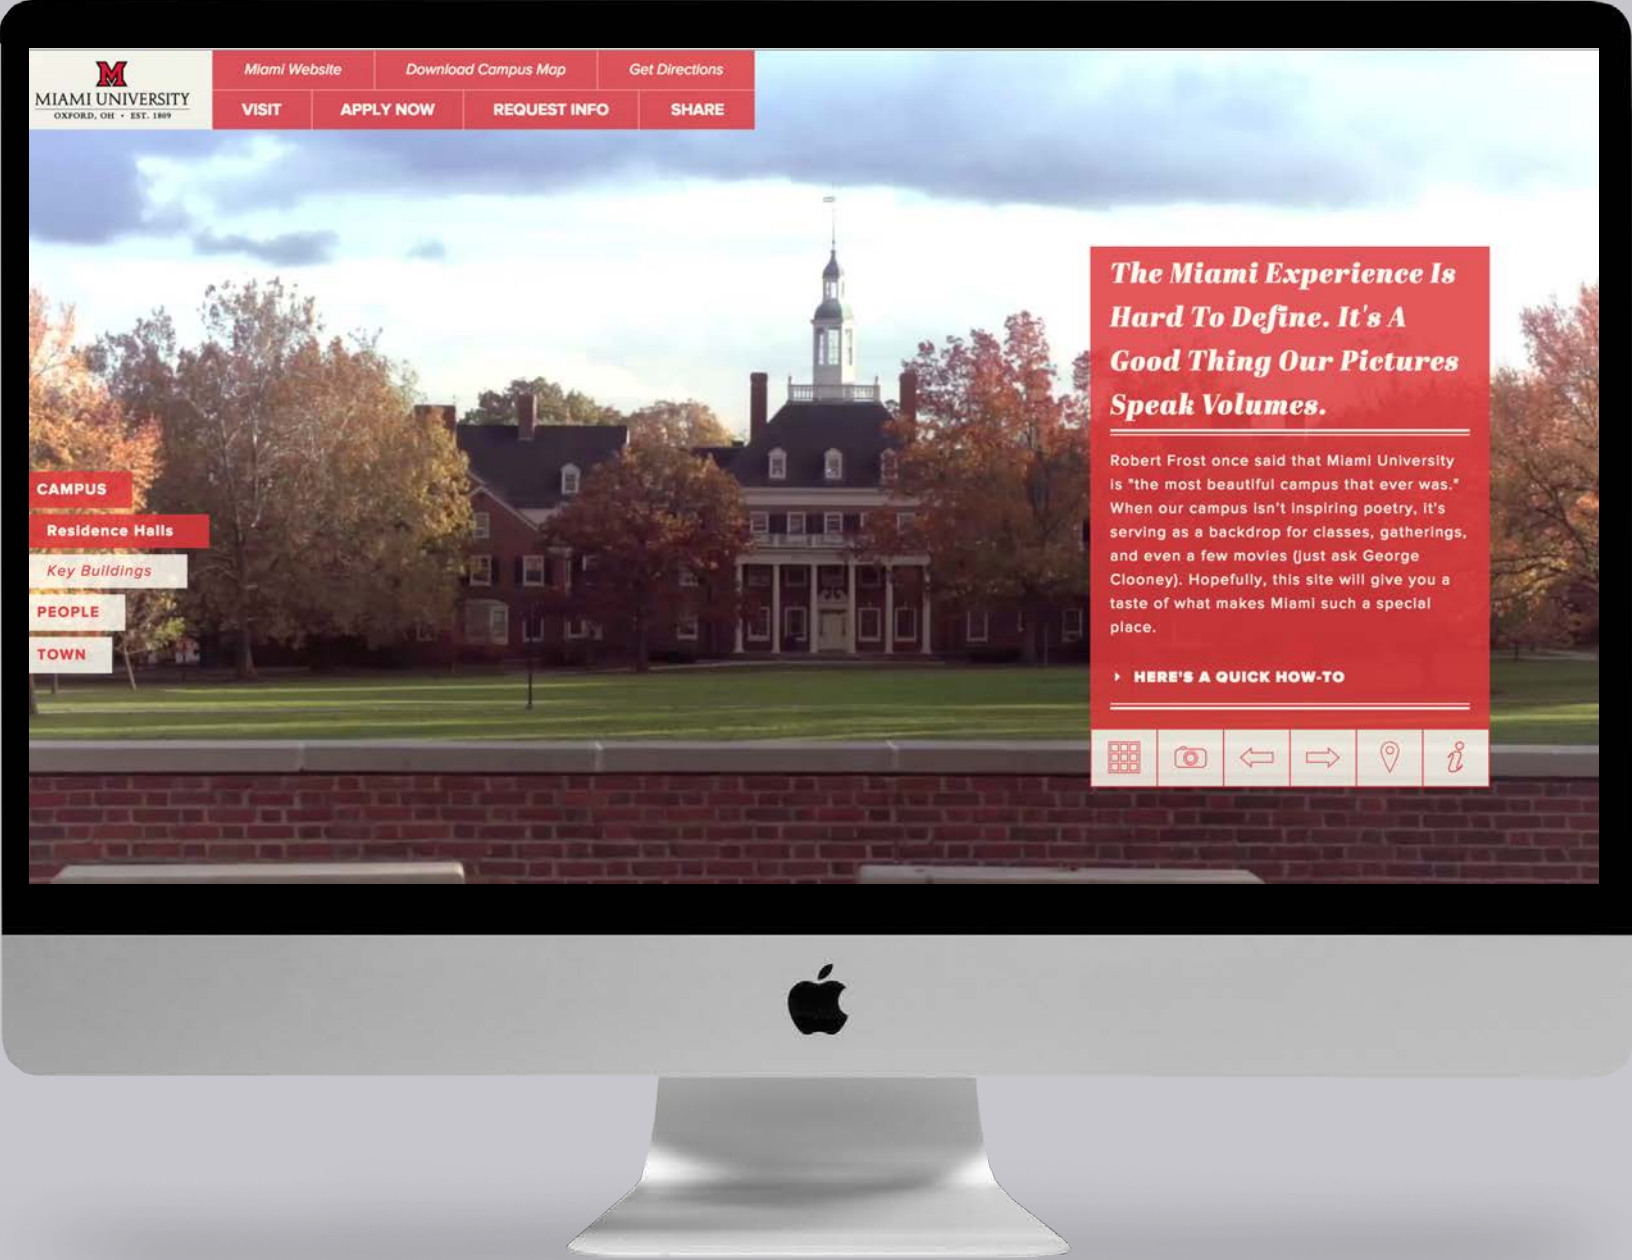 M
MIAMI UNIVERSITY
OXFORD, OH • EST. 1809
Miami Website
Download Campus Map
Get Directions
VISIT
APPLY NOW
REQUEST INFO
SHARE
CAMPUS
Residence Halls
Key Buildings
PEOPLE
TOWN
The Miami Experience Is
Hard To Define. It's A
Good Thing Our Pictures
Speak Volumes.
Robert Frost once said that Miami University
is "the most beautiful campus that ever was."
When our campus isn't inspiring poetry, it's
serving as a backdrop for classes, gatherings,
and even a few movies (just ask George
Clooney). Hopefully, this site will give you a
taste of what makes Miami such a special
place.
HERE'S A QUICK HOW-TO
i